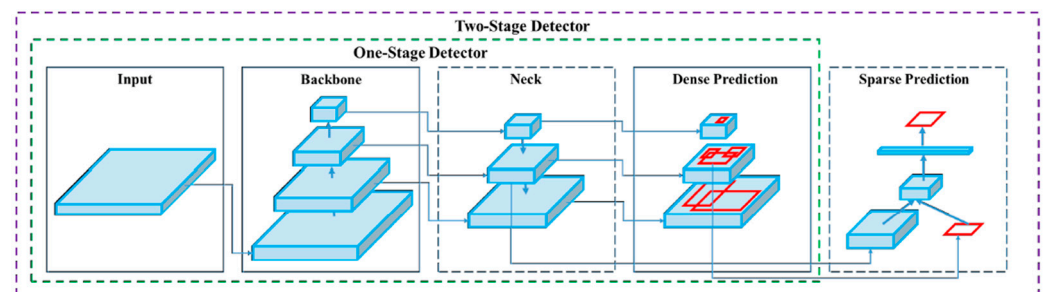 Two-Stage Detector
One-Stage Detector
Input
Backbone
Neck
Dense Prediction
Sparse Prediction